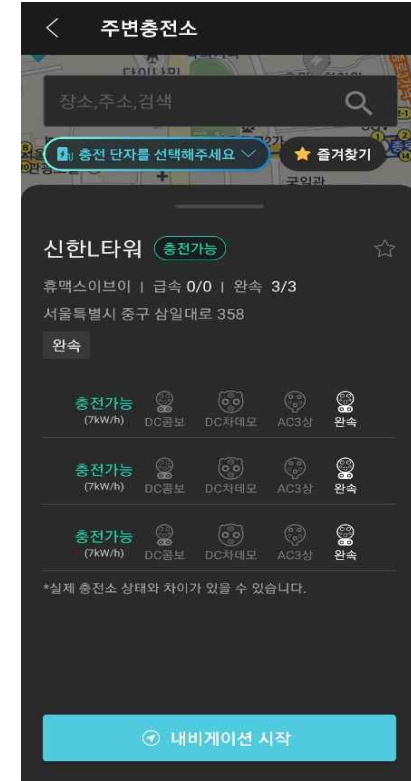 주변충전소
장소,주소,검색
충전 단자를 선택해주세요
즐겨찾기
신한L타워 충전가능
휴맥스이브이 | 급속 0/0 | 완속 3/3
서울특별시 중구 삼일대로 358
완속
충전가능
(7kW/h) DC콤보 DC차데모 AC3상 완속
충전가능
(7kW/h) DC콤보 DC차데모 AC3상 완속
충전가능
(7kW/h) DC콤보 DC차데모 AC3상 완속
*실제 충전소 상태와 차이가 있을 수 있습니다.
내비게이션 시작